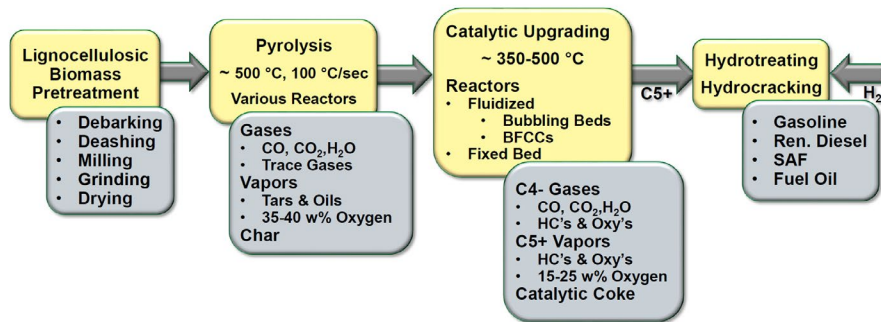 Lignocellulosic
Biomass
Pretreatment
• Debarking
• Deashing
• Milling
• Grinding
• Drying
Pyrolysis
~ 500 °C, 100 °C/sec
Various Reactors
Gases
• CO, CO₂,H₂O
• Trace Gases
Vapors
• Tars & Oils
• 35-40 w% Oxygen
Char
Catalytic Upgrading
~ 350-500 °C
Reactors
• Fluidized
• Bubbling Beds
• BFCCs
• Fixed Bed
C4- Gases
• CO, CO₂,H₂O
• HC's & Oxy's
C5+ Vapors
• HC's & Oxy's
• 15-25 w% Oxygen
Catalytic Coke
C5+
Hydrotreating
Hydrocracking
• Gasoline
• Ren. Diesel
• SAF
• Fuel Oil
H₂